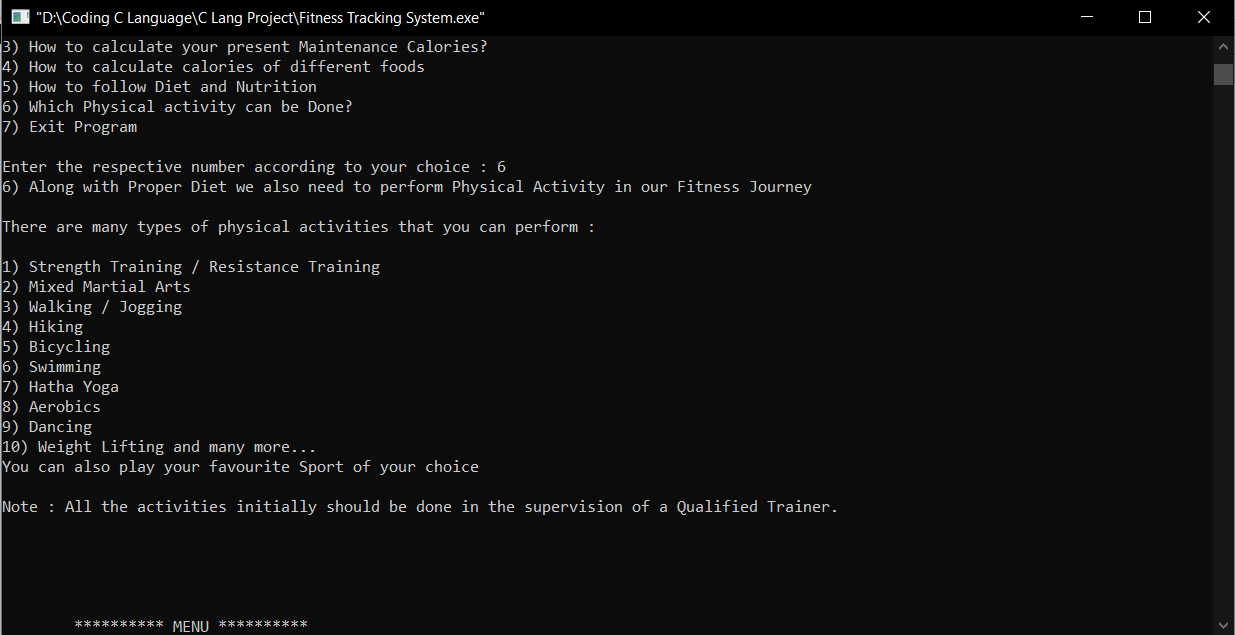 "D:\Coding C Language\C Lang Project\Fitness Tracking System.exe"
3) How to calculate your present Maintenance Calories?
4) How to calculate calories of different foods
5) How to follow Diet and Nutrition
6) Which Physical activity can be Done?
7) Exit Program
Enter the respective number according to your choice : 6
6) Along with Proper Diet we also need to perform Physical Activity in our Fitness Journey
There are many types of physical activities that you can perform :
1) Strength Training / Resistance Training
2) Mixed Martial Arts
3) Walking / Jogging
4) Hiking
5) Bicycling
6) Swimming
7) Hatha Yoga
8) Aerobics
9) Dancing
10) Weight Lifting and many more...
You can also play your favourite Sport of your choice
Note : All the activities initially should be done in the supervision of a Qualified Trainer.
********** MENU **********